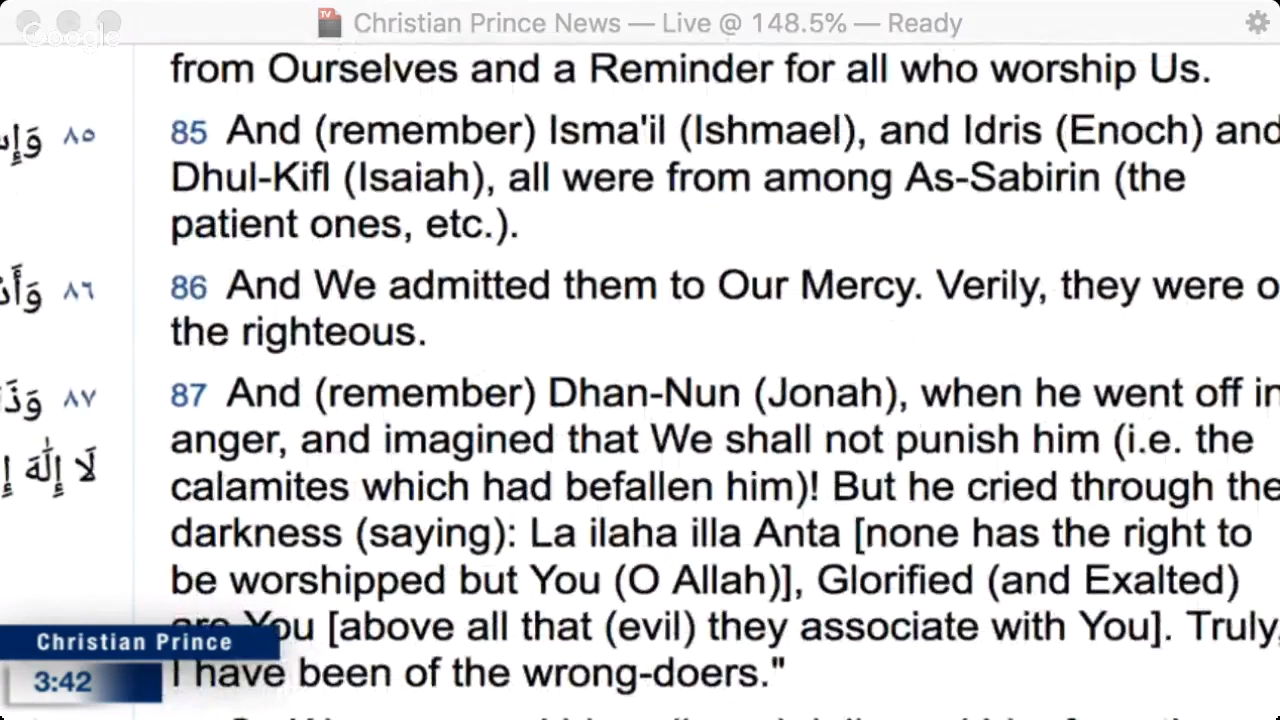 Christian Prince News — Live @ 148.5% — Ready
Google
from Ourselves and a Reminder for all who worship Us.
٨٥
85 And (remember) Isma'il (Ishmael), and Idris (Enoch) and
Dhul-Kifl (Isaiah), all were from among As-Sabirin (the
patient ones, etc.).
٨٦
86 And We admitted them to Our Mercy. Verily, they were
the righteous.
٨٧
87 And (remember) Dhan-Nun (Jonah), when he went off in
anger, and imagined that We shall not punish him (i.e. the
لَا إِلَٰهَ
calamites which had befallen him)! But he cried through the
darkness (saying): La ilaha illa Anta [none has the right to
be worshipped but You (O Allah)], Glorified (and Exalted)
are You [above all that (evil) they associate with You]. Truly,
I have been of the wrong-doers."
Christian Prince
3:42